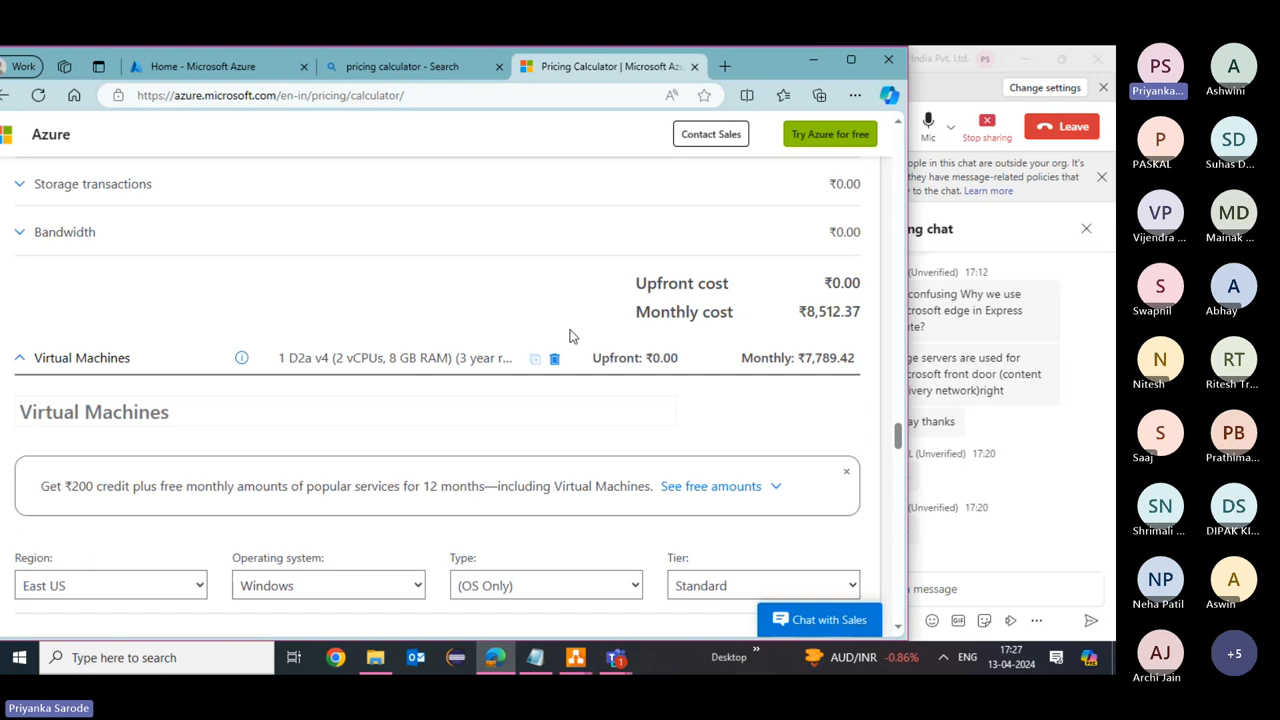 Work
Home - Microsoft Azure
pricing calculator - Search
Pricing Calculator | Microsoft Az
https://azure.microsoft.com/en-in/pricing/calculator/
Azure
Contact Sales
Try Azure for free
Storage transactions
₹0.00
Bandwidth
₹0.00
Upfront cost
₹0.00
Monthly cost
₹8,512.37
Virtual Machines
1 D2a v4 (2 vCPUs, 8 GB RAM) (3 year r...
Upfront: ₹0.00
Monthly: ₹7,789.42
Virtual Machines
Get ₹200 credit plus free monthly amounts of popular services for 12 months—including Virtual Machines. See free amounts
Region:
Operating system:
Type:
Tier:
East US
Windows
(OS Only)
Standard
Chat with Sales
India Pvt. Ltd.
PS
Change settings
Mic
Stop sharing
Leave
ople in this chat are outside your org. It's
they have message-related policies that
y to the chat. Learn more
ng chat
(Unverified) 17:12
confusing Why we use
rosoft edge in Express
te?
ge servers are used for
rosoft front door (content
very network)right
ay thanks
L (Unverified) 17:20
(Unverified) 17:20
message
Type here to search
Desktop
AUD/INR -0.86%
ENG
17:27
13-04-2024
PS
Priyanka...
A
Ashwini
P
PASKAL
SD
Suhas D...
VP
Vijendra ...
MD
Mainak ...
S
Swapnil
A
Abhay
N
Nitesh
RT
Ritesh Tr...
S
Saaj
PB
Prathima...
SN
Shrimali ...
DS
DIPAK KI...
NP
Neha Patil
A
Aswin
AJ
Archi Jain
+5
Priyanka Sarode